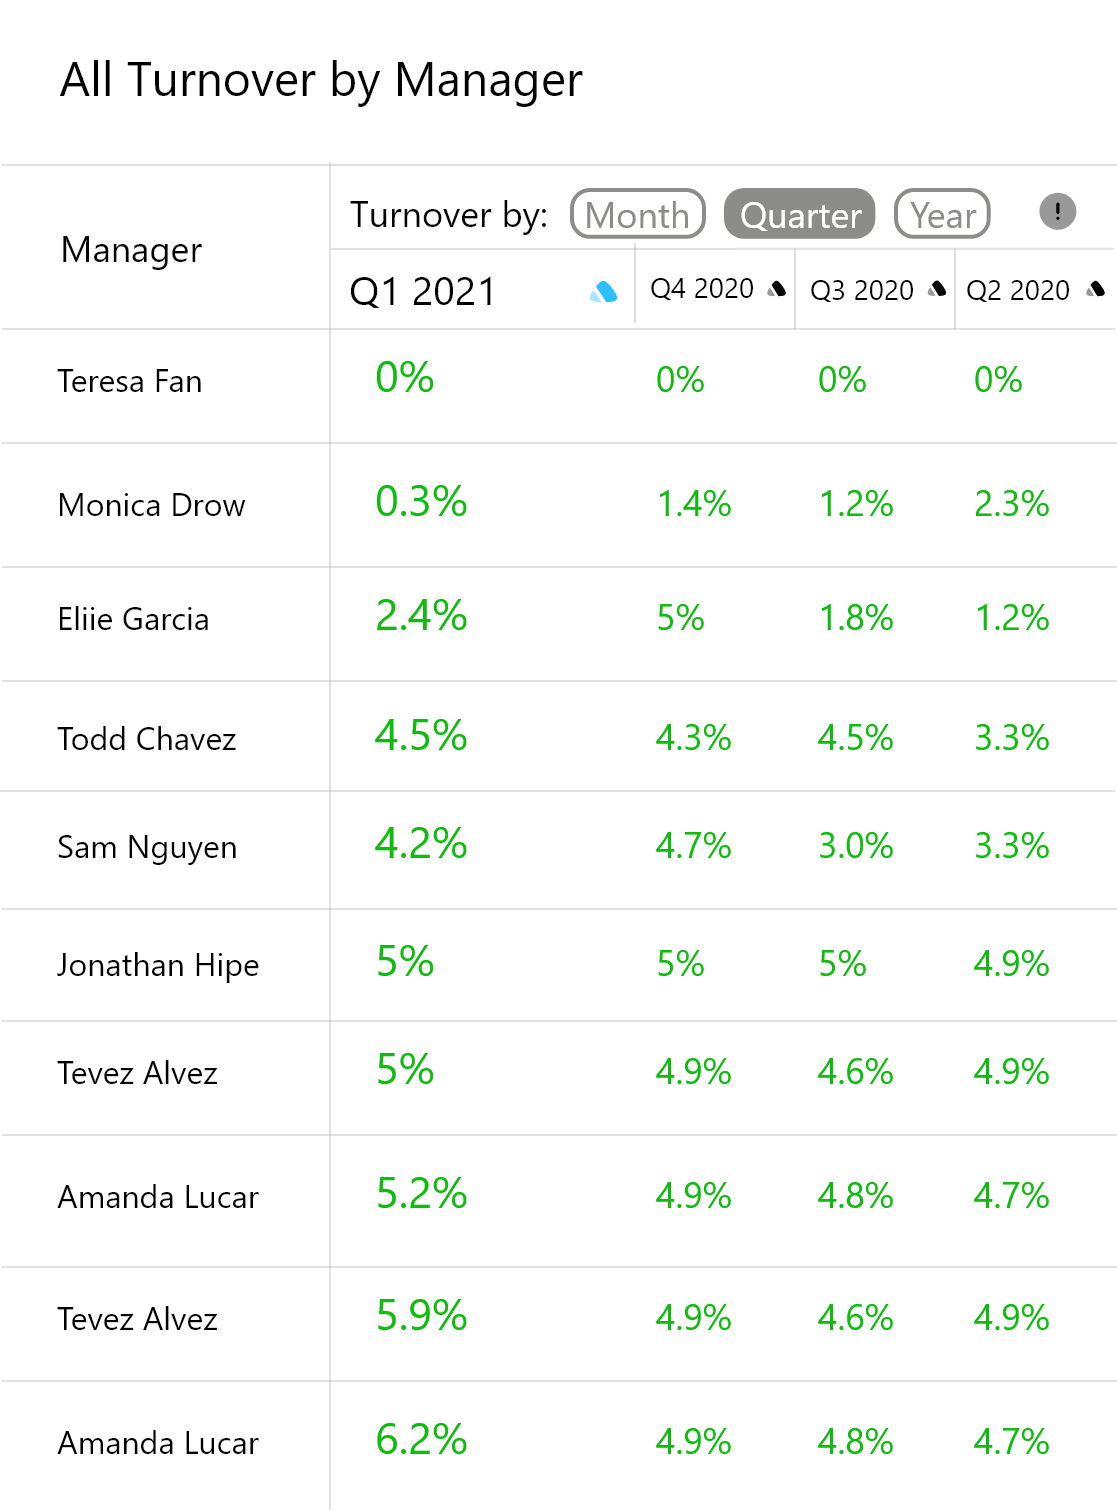 All Turnover by Manager
Manager
Turnover by: Month Quarter Year !
Q1 2021 Q4 2020 Q3 2020 Q2 2020
Teresa Fan 0% 0% 0% 0%
Monica Drow 0.3% 1.4% 1.2% 2.3%
Eliie Garcia 2.4% 5% 1.8% 1.2%
Todd Chavez 4.5% 4.3% 4.5% 3.3%
Sam Nguyen 4.2% 4.7% 3.0% 3.3%
Jonathan Hipe 5% 5% 5% 4.9%
Tevez Alvez 5% 4.9% 4.6% 4.9%
Amanda Lucar 5.2% 4.9% 4.8% 4.7%
Tevez Alvez 5.9% 4.9% 4.6% 4.9%
Amanda Lucar 6.2% 4.9% 4.8% 4.7%